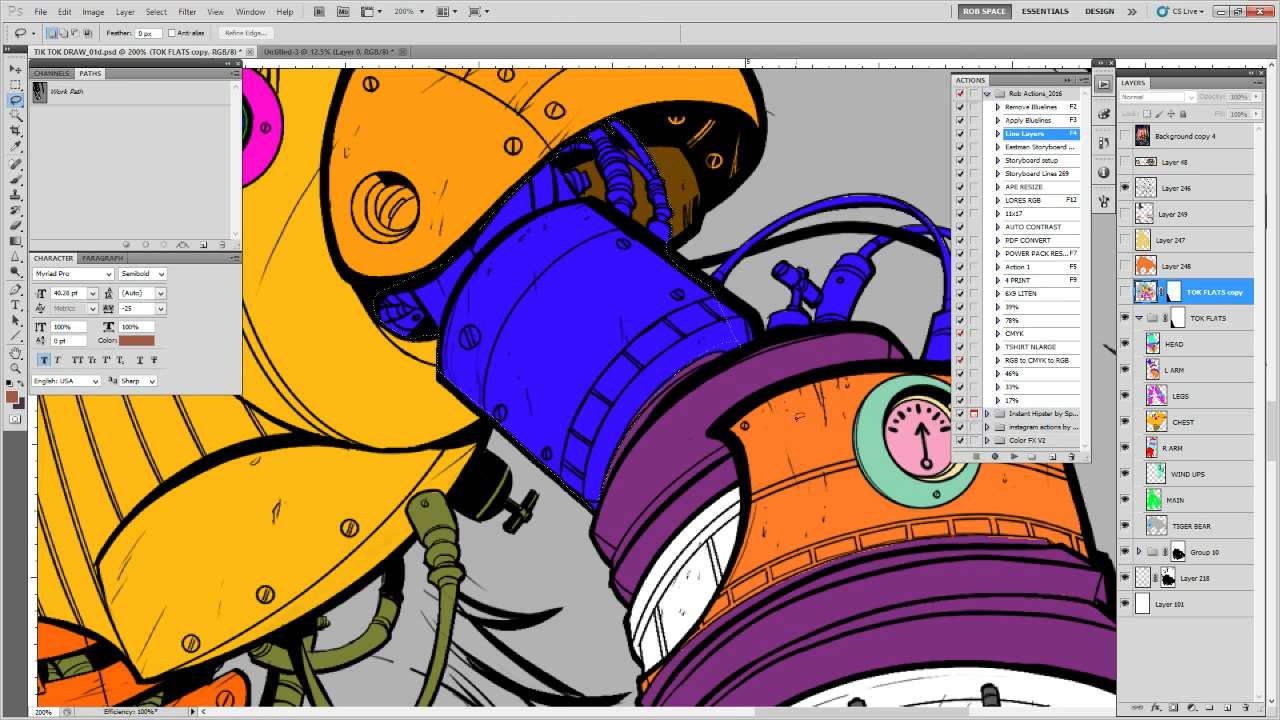 Ps File Edit Image Layer Select Filter View Window Help Br Mb 200% ROB SPACE ESSENTIALS DESIGN CS Live
Feather: 0 px Anti-alias Refine Edge...
TIK TOK DRAW_01d.psd @ 200% (TOK FLATS copy, RGB/8) * Untitled-3 @ 12.5% (Layer 0, RGB/8) *
CHANNELS PATHS
Work Path
CHARACTER PARAGRAPH
Myriad Pro Semibold
40.28 pt (Auto)
Metrics -25
100% 100%
0 pt Color:
English: USA Sharp
5
ACTIONS
Rob Actions_2016
Remove Bluelines F2
Apply Bluelines F3
Line Layers F4
Eastman Storyboard ...
Storyboard setup
Storyboard Lines 269
APE RESIZE
LORES RGB F12
11x17
AUTO CONTRAST
PDF CONVERT
POWER PACK RES... F7
Action 1 F5
4 PRINT F9
6X9 LITEN
39%
78%
CMYK
TSHIRT NLARGE
RGB to CMYK to RGB
46%
33%
17%
Instant Hipster by Sp...
instagram actions by ...
Color FX V2
LAYERS
Normal Opacity: 100%
Lock: Fill: 100%
Background copy 4
Layer 48
Layer 246
Layer 249
Layer 247
Layer 248
TOK FLATS copy
TOK FLATS
HEAD
L ARM
LEGS
CHEST
R ARM
WIND UPS
MAIN
TIGER BEAR
Group 10
Layer 218
Layer 101
200% Efficiency: 100%*